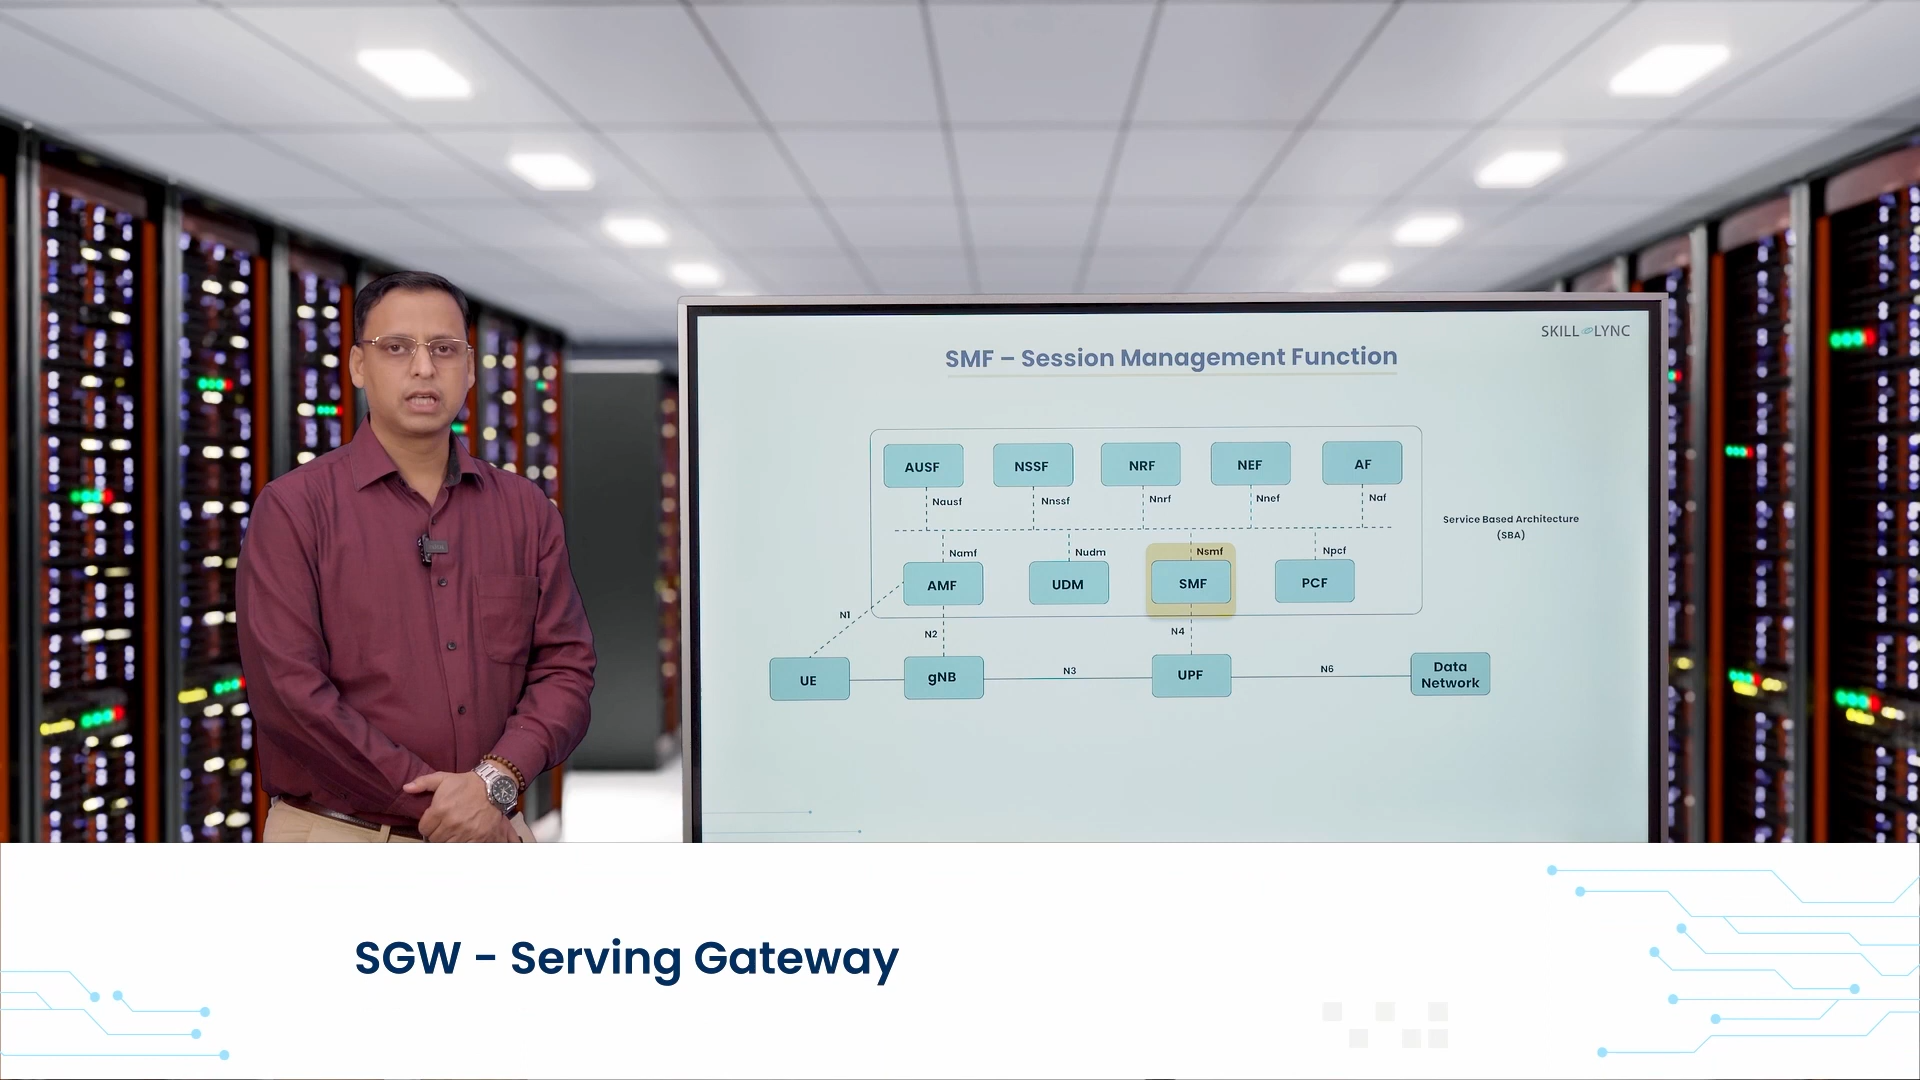 SKILL LYNC
SMF – Session Management Function
AUSF
NSSF
NRF
NEF
AF
Nausf
Nnssf
Nnrf
Nnef
Naf
Service Based Architecture
(SBA)
Namf
Nudm
Nsmf
Npcf
AMF
UDM
SMF
PCF
N1
N2
N4
UE
gNB
N3
UPF
N6
Data
Network
SGW - Serving Gateway